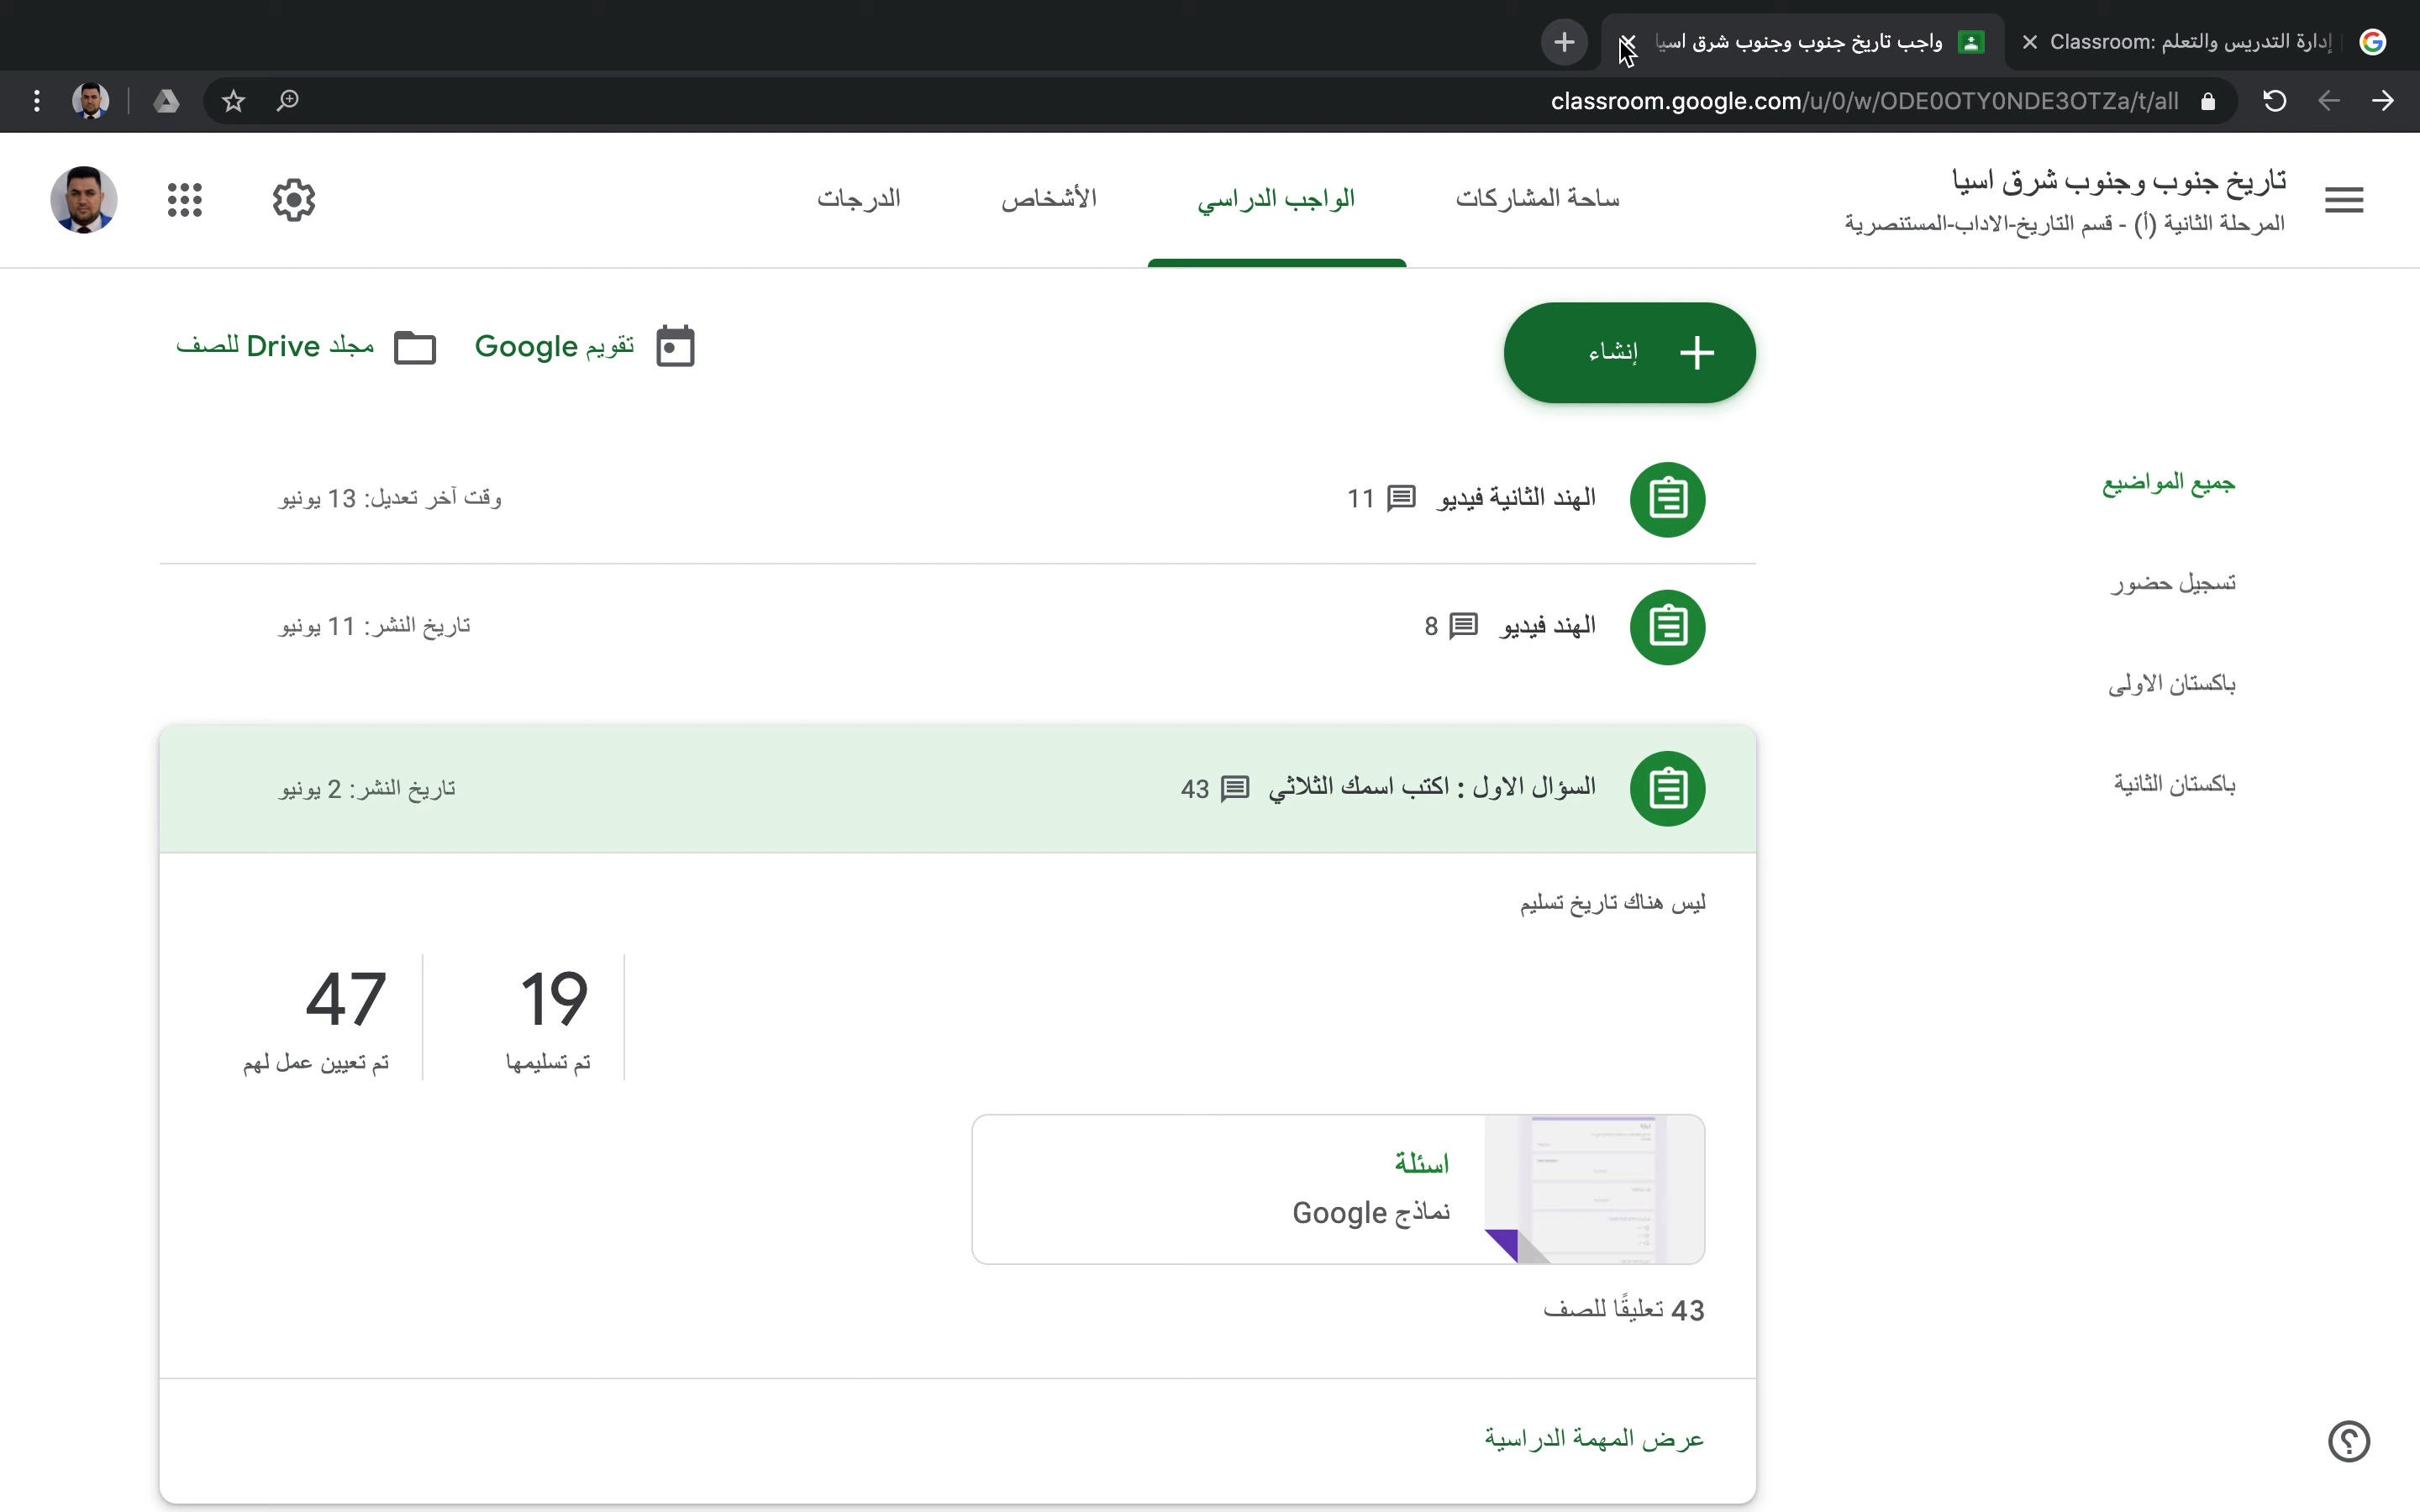 إدارة التدريس والتعلم :Classroom
واجب تاريخ جنوب وجنوب شرق اسيا
classroom.google.com/u/0/w/ODE0OTY0NDE3OTZa/t/all
تاريخ جنوب وجنوب شرق اسيا
المرحلة الثانية (أ) - قسم التاريخ-الاداب-المستنصرية
ساحة المشاركات
الواجب الدراسي
الأشخاص
الدرجات
إنشاء
تقويم Google
مجلد Drive للصف
جميع المواضيع
تسجيل حضور
باكستان الاولى
باكستان الثانية
الهند الثانية فيديو 11
وقت آخر تعديل: 13 يونيو
الهند فيديو 8
تاريخ النشر: 11 يونيو
السؤال الاول : اكتب اسمك الثلاثي 43
تاريخ النشر: 2 يونيو
ليس هناك تاريخ تسليم
19
تم تسليمها
47
تم تعيين عمل لهم
اسئلة
نماذج Google
43 تعليقًا للصف
عرض المهمة الدراسية